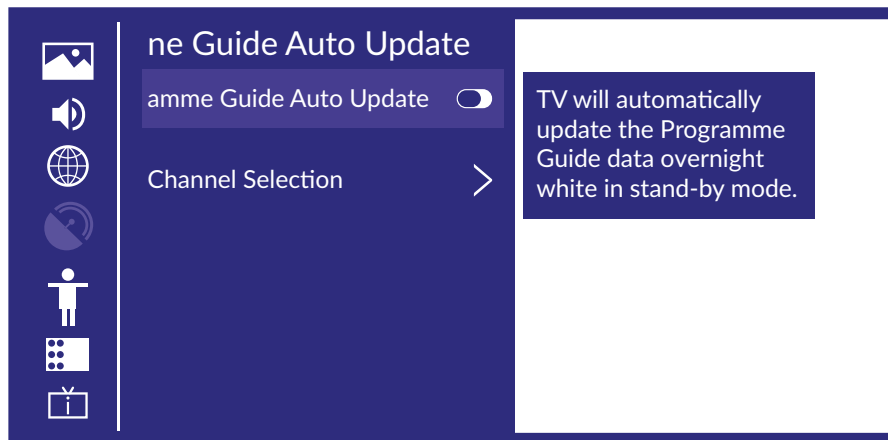 ne Guide Auto Update
amme Guide Auto Update
Channel Selection
TV will automatically
update the Programme
Guide data overnight
white in stand-by mode.
i